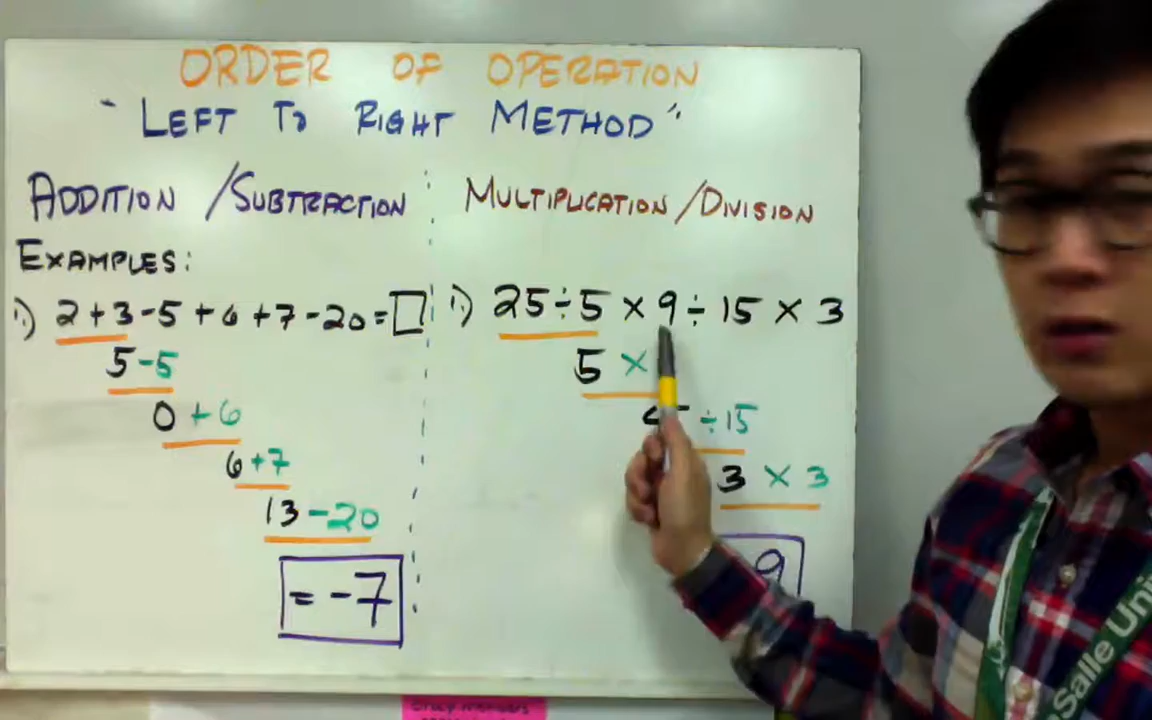 ORDER OF OPERATION
"LEFT TO RIGHT METHOD"
ADDITION /SUBTRACTION
EXAMPLES:
1.) 2+3-5+6+7-20=□
5-5
0+6
6+7
13-20
= -7
MULTIPLICATION /DIVISION
1.) 25÷5×9÷15×3
5×
÷15
3×3
9
Salle Uni